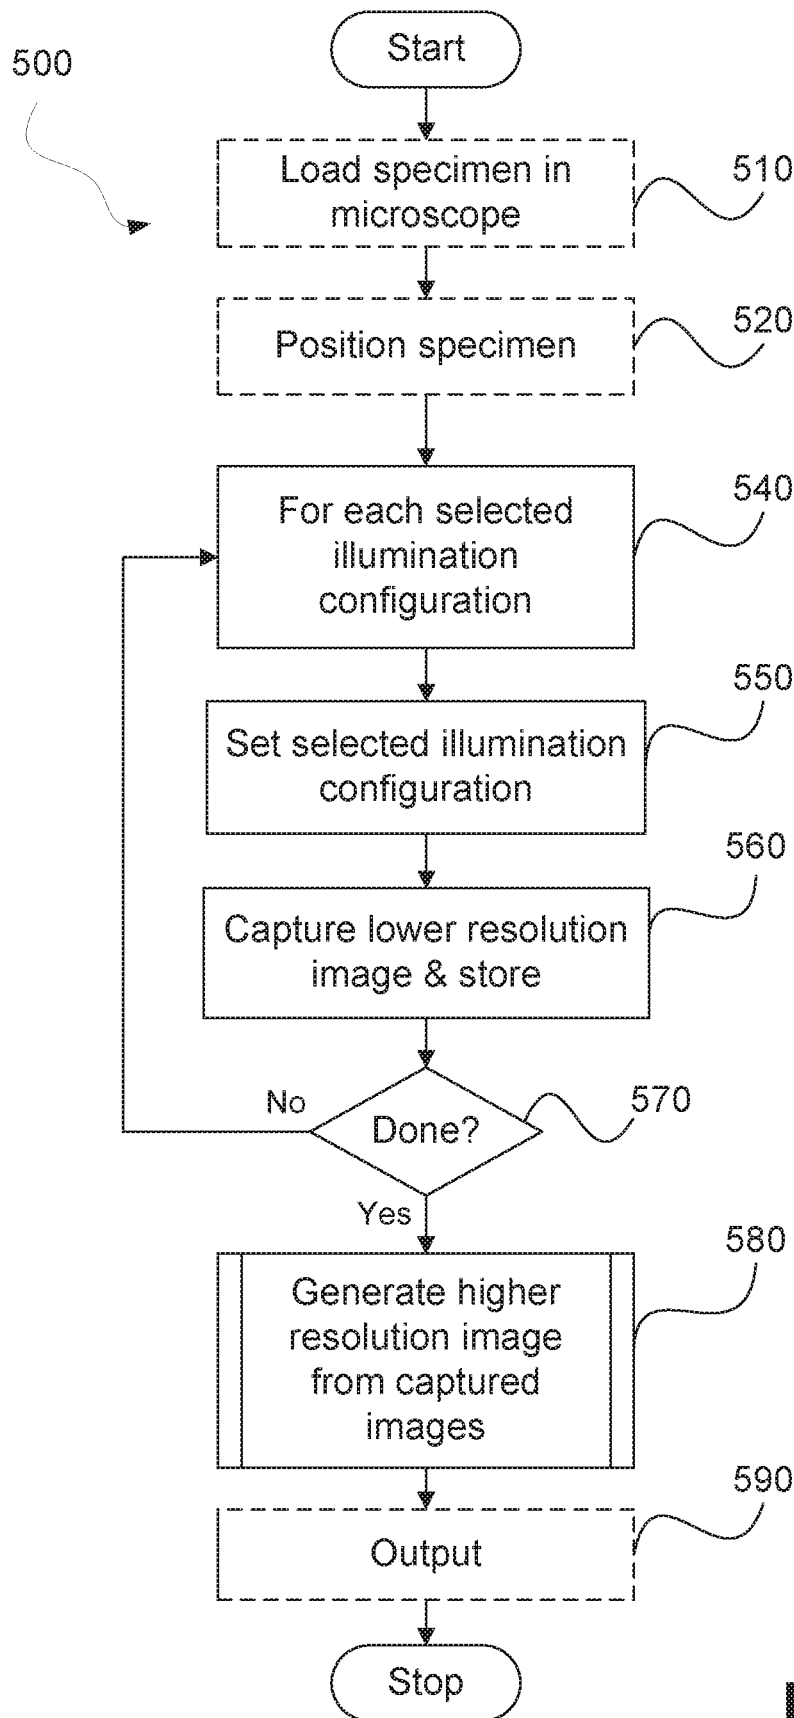 Start
500
Load specimen in
microscope
510
Position specimen
520
For each selected
illumination
configuration
540
Set selected illumination
configuration
550
Capture lower resolution
image & store
560
Done?
570
No
Yes
Generate higher
resolution image
from captured
images
580
Output
590
Stop